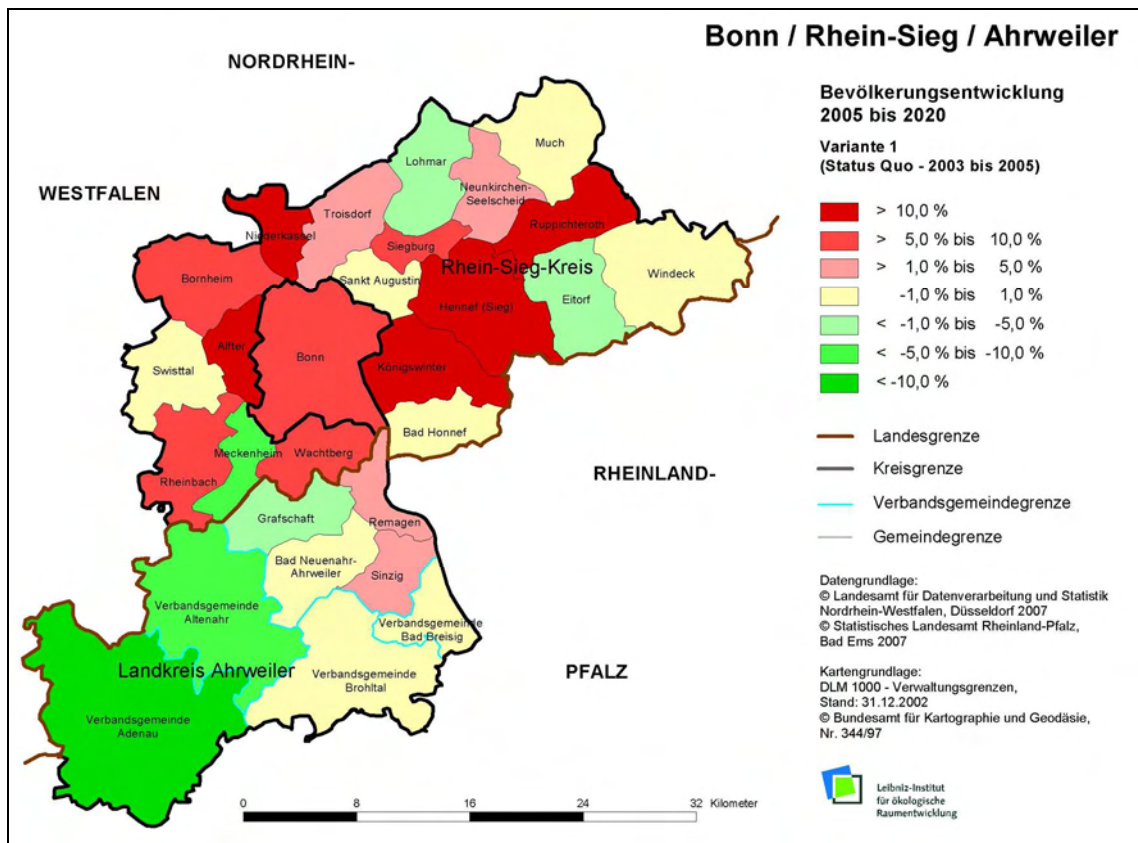 Bonn / Rhein-Sieg / Ahrweiler
NORDRHEIN-
WESTFALEN
RHEINLAND-
PFALZ
Much
Lohmar
Neunkirchen-
Seelscheid
Troisdorf
Niederkassel
Ruppichteroth
Siegburg
Rhein-Sieg-Kreis
Bornheim
Sankt Augustin
Windeck
Eitorf
Hennef (Sieg)
Alfter
Bonn
Königswinter
Swisttal
Bad Honnef
Meckenheim
Wachtberg
Rheinbach
Grafschaft
Remagen
Bad Neuenahr-
Ahrweiler
Sinzig
Verbandsgemeinde
Altenahr
Verbandsgemeinde
Bad Breisig
Landkreis Ahrweiler
Verbandsgemeinde
Brohltal
Verbandsgemeinde
Adenau
0 8 16 24 32 Kilometer
Bevölkerungsentwicklung
2005 bis 2020
Variante 1
(Status Quo - 2003 bis 2005)
> 10,0 %
> 5,0 % bis 10,0 %
> 1,0 % bis 5,0 %
-1,0 % bis 1,0 %
< -1,0 % bis -5,0 %
< -5,0 % bis -10,0 %
< -10,0 %
Landesgrenze
Kreisgrenze
Verbandsgemeindegrenze
Gemeindegrenze
Datengrundlage:
© Landesamt für Datenverarbeitung und Statistik
Nordrhein-Westfalen, Düsseldorf 2007
© Statistisches Landesamt Rheinland-Pfalz,
Bad Ems 2007
Kartengrundlage:
DLM 1000 - Verwaltungsgrenzen,
Stand: 31.12.2002
© Bundesamt für Kartographie und Geodäsie,
Nr. 344/97
Leibniz-Institut
für ökologische
Raumentwicklung